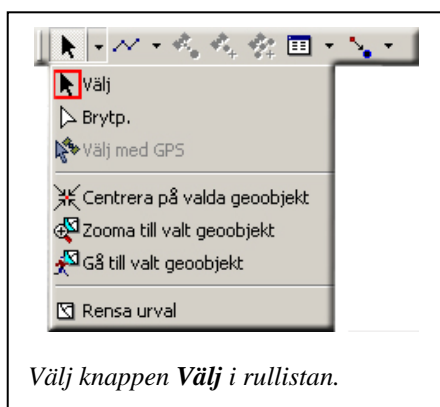 Välj
Brytp.
Välj med GPS
Centrera på valda geoobjekt
Zooma till valt geoobjekt
Gå till valt geoobjekt
Rensa urval
Välj knappen Välj i rullistan.